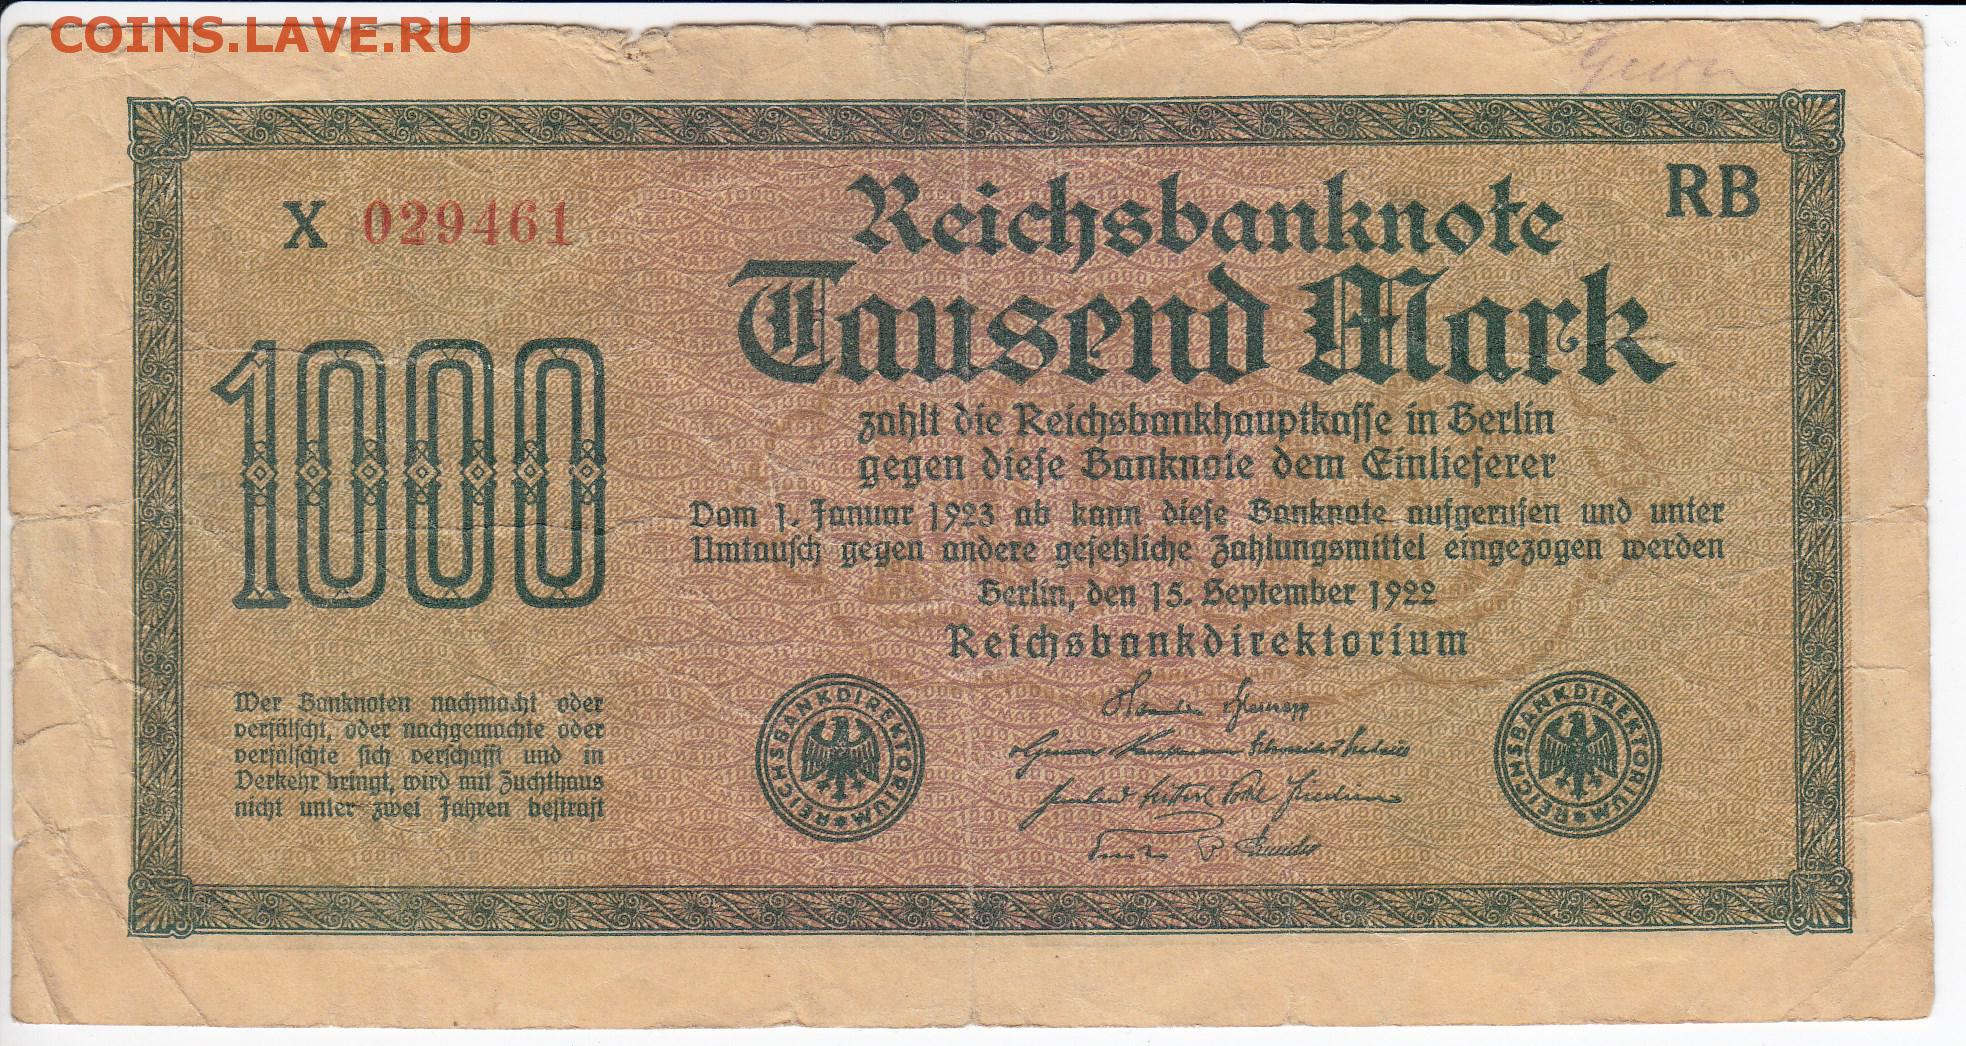 COINS.LAVE.RU
X 029461
RB
Reichsbanknote
1000
Tausend Mark
zahlt die Reichsbankhauptkasse in Berlin
gegen diese Banknote dem Einlieferer
Vom 1. Januar 1923 ab kann diese Banknote aufgerufen und unter
Umtausch gegen andere gesetzliche Zahlungsmittel eingezogen werden
Berlin, den 15. September 1922
Reichsbankdirektorium
Wer Banknoten nachmacht oder
verfälscht, oder nachgemachte oder
verfälschte sich verschafft und in
Verkehr bringt, wird mit Zuchthaus
nicht unter zwei Jahren bestraft
REICHSBANKDIREKTORIUM
REICHSBANKDIREKTORIUM